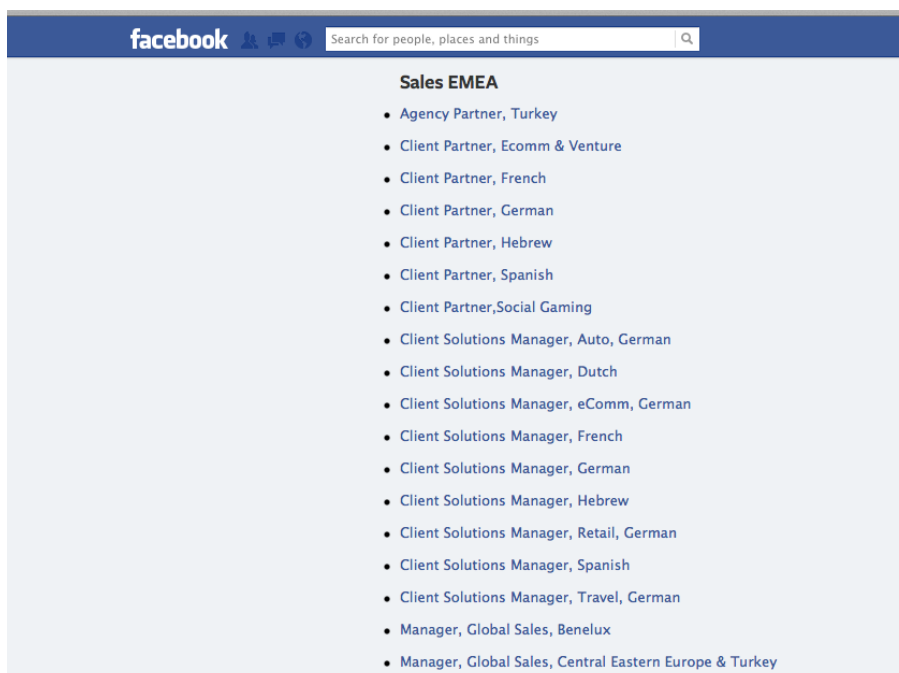 facebook
Search for people, places and things
Sales EMEA
Agency Partner, Turkey
Client Partner, Ecomm & Venture
Client Partner, French
Client Partner, German
Client Partner, Hebrew
Client Partner, Spanish
Client Partner,Social Gaming
Client Solutions Manager, Auto, German
Client Solutions Manager, Dutch
Client Solutions Manager, eComm, German
Client Solutions Manager, French
Client Solutions Manager, German
Client Solutions Manager, Hebrew
Client Solutions Manager, Retail, German
Client Solutions Manager, Spanish
Client Solutions Manager, Travel, German
Manager, Global Sales, Benelux
Manager, Global Sales, Central Eastern Europe & Turkey